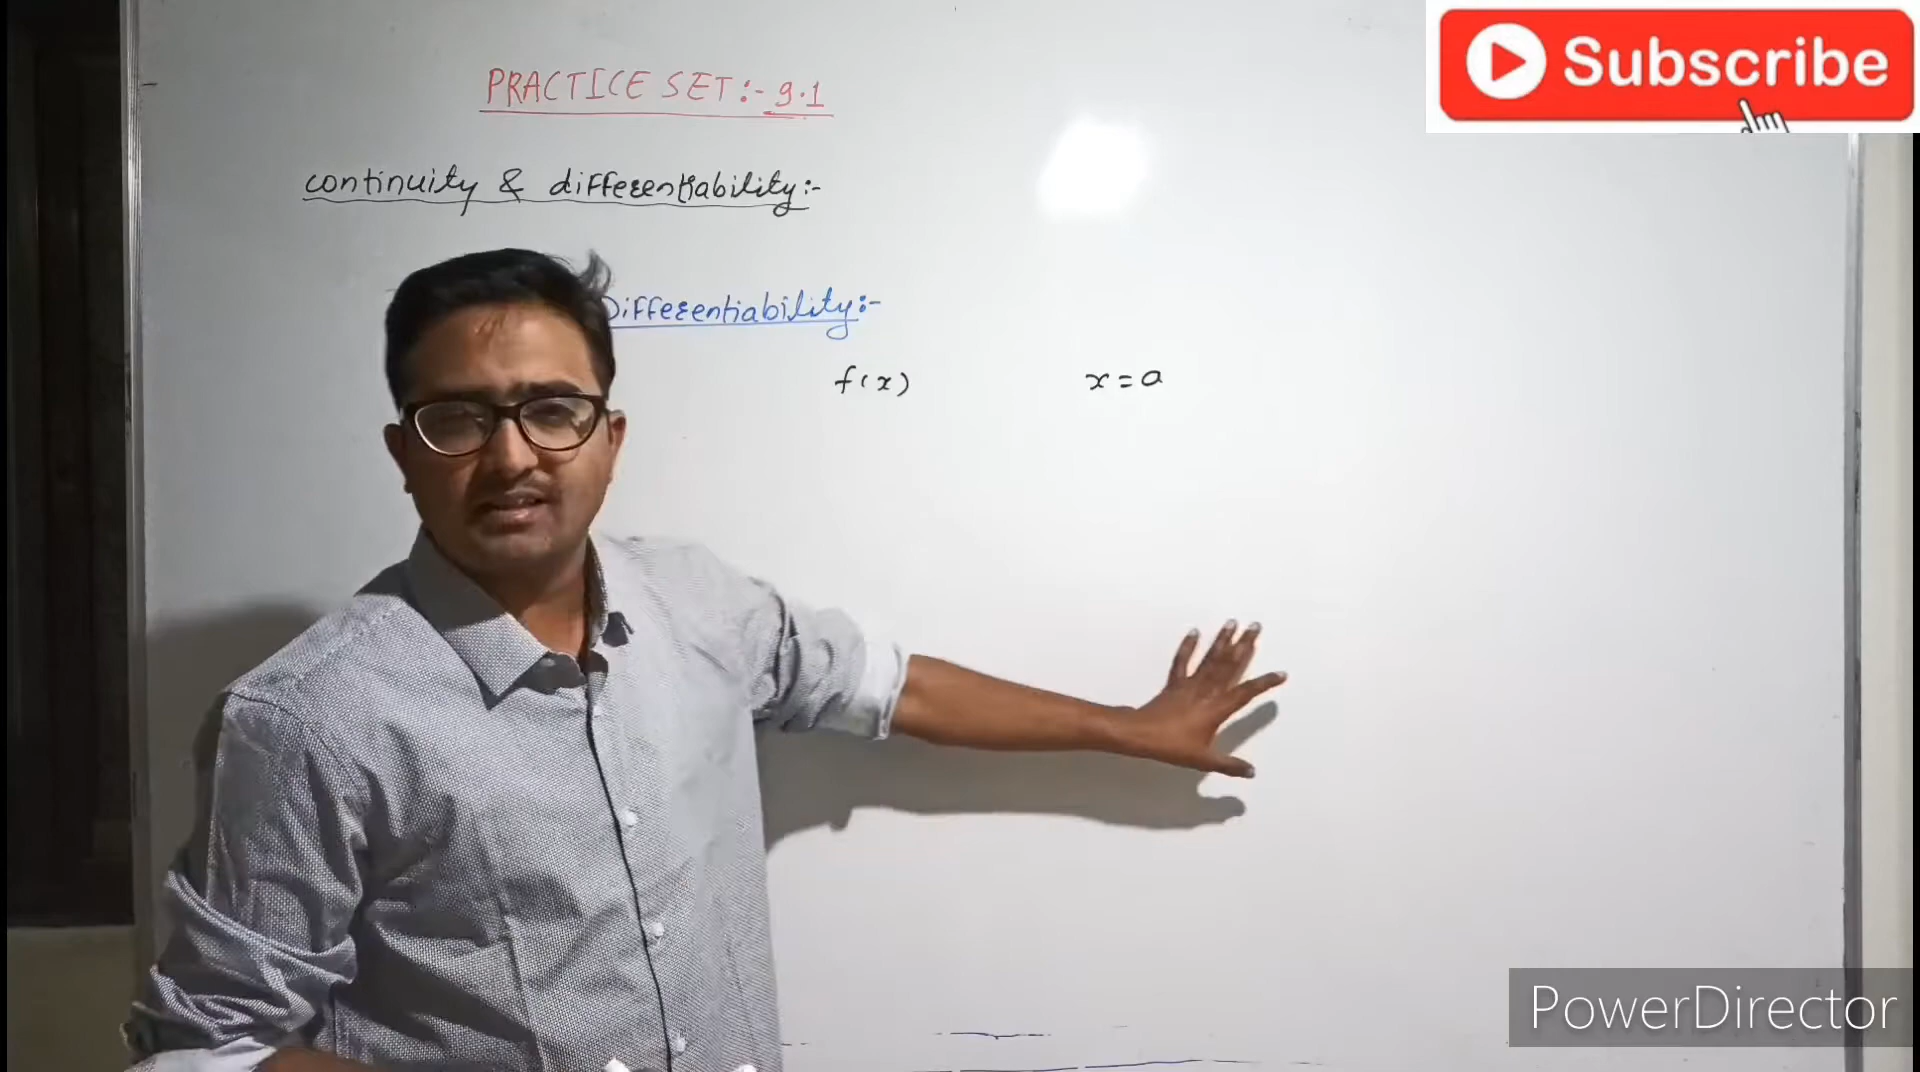 Subscribe
PRACTICE SET:- 9.1
continuity & differentiability:-
Differentiability:-
f(x) x = a
PowerDirector